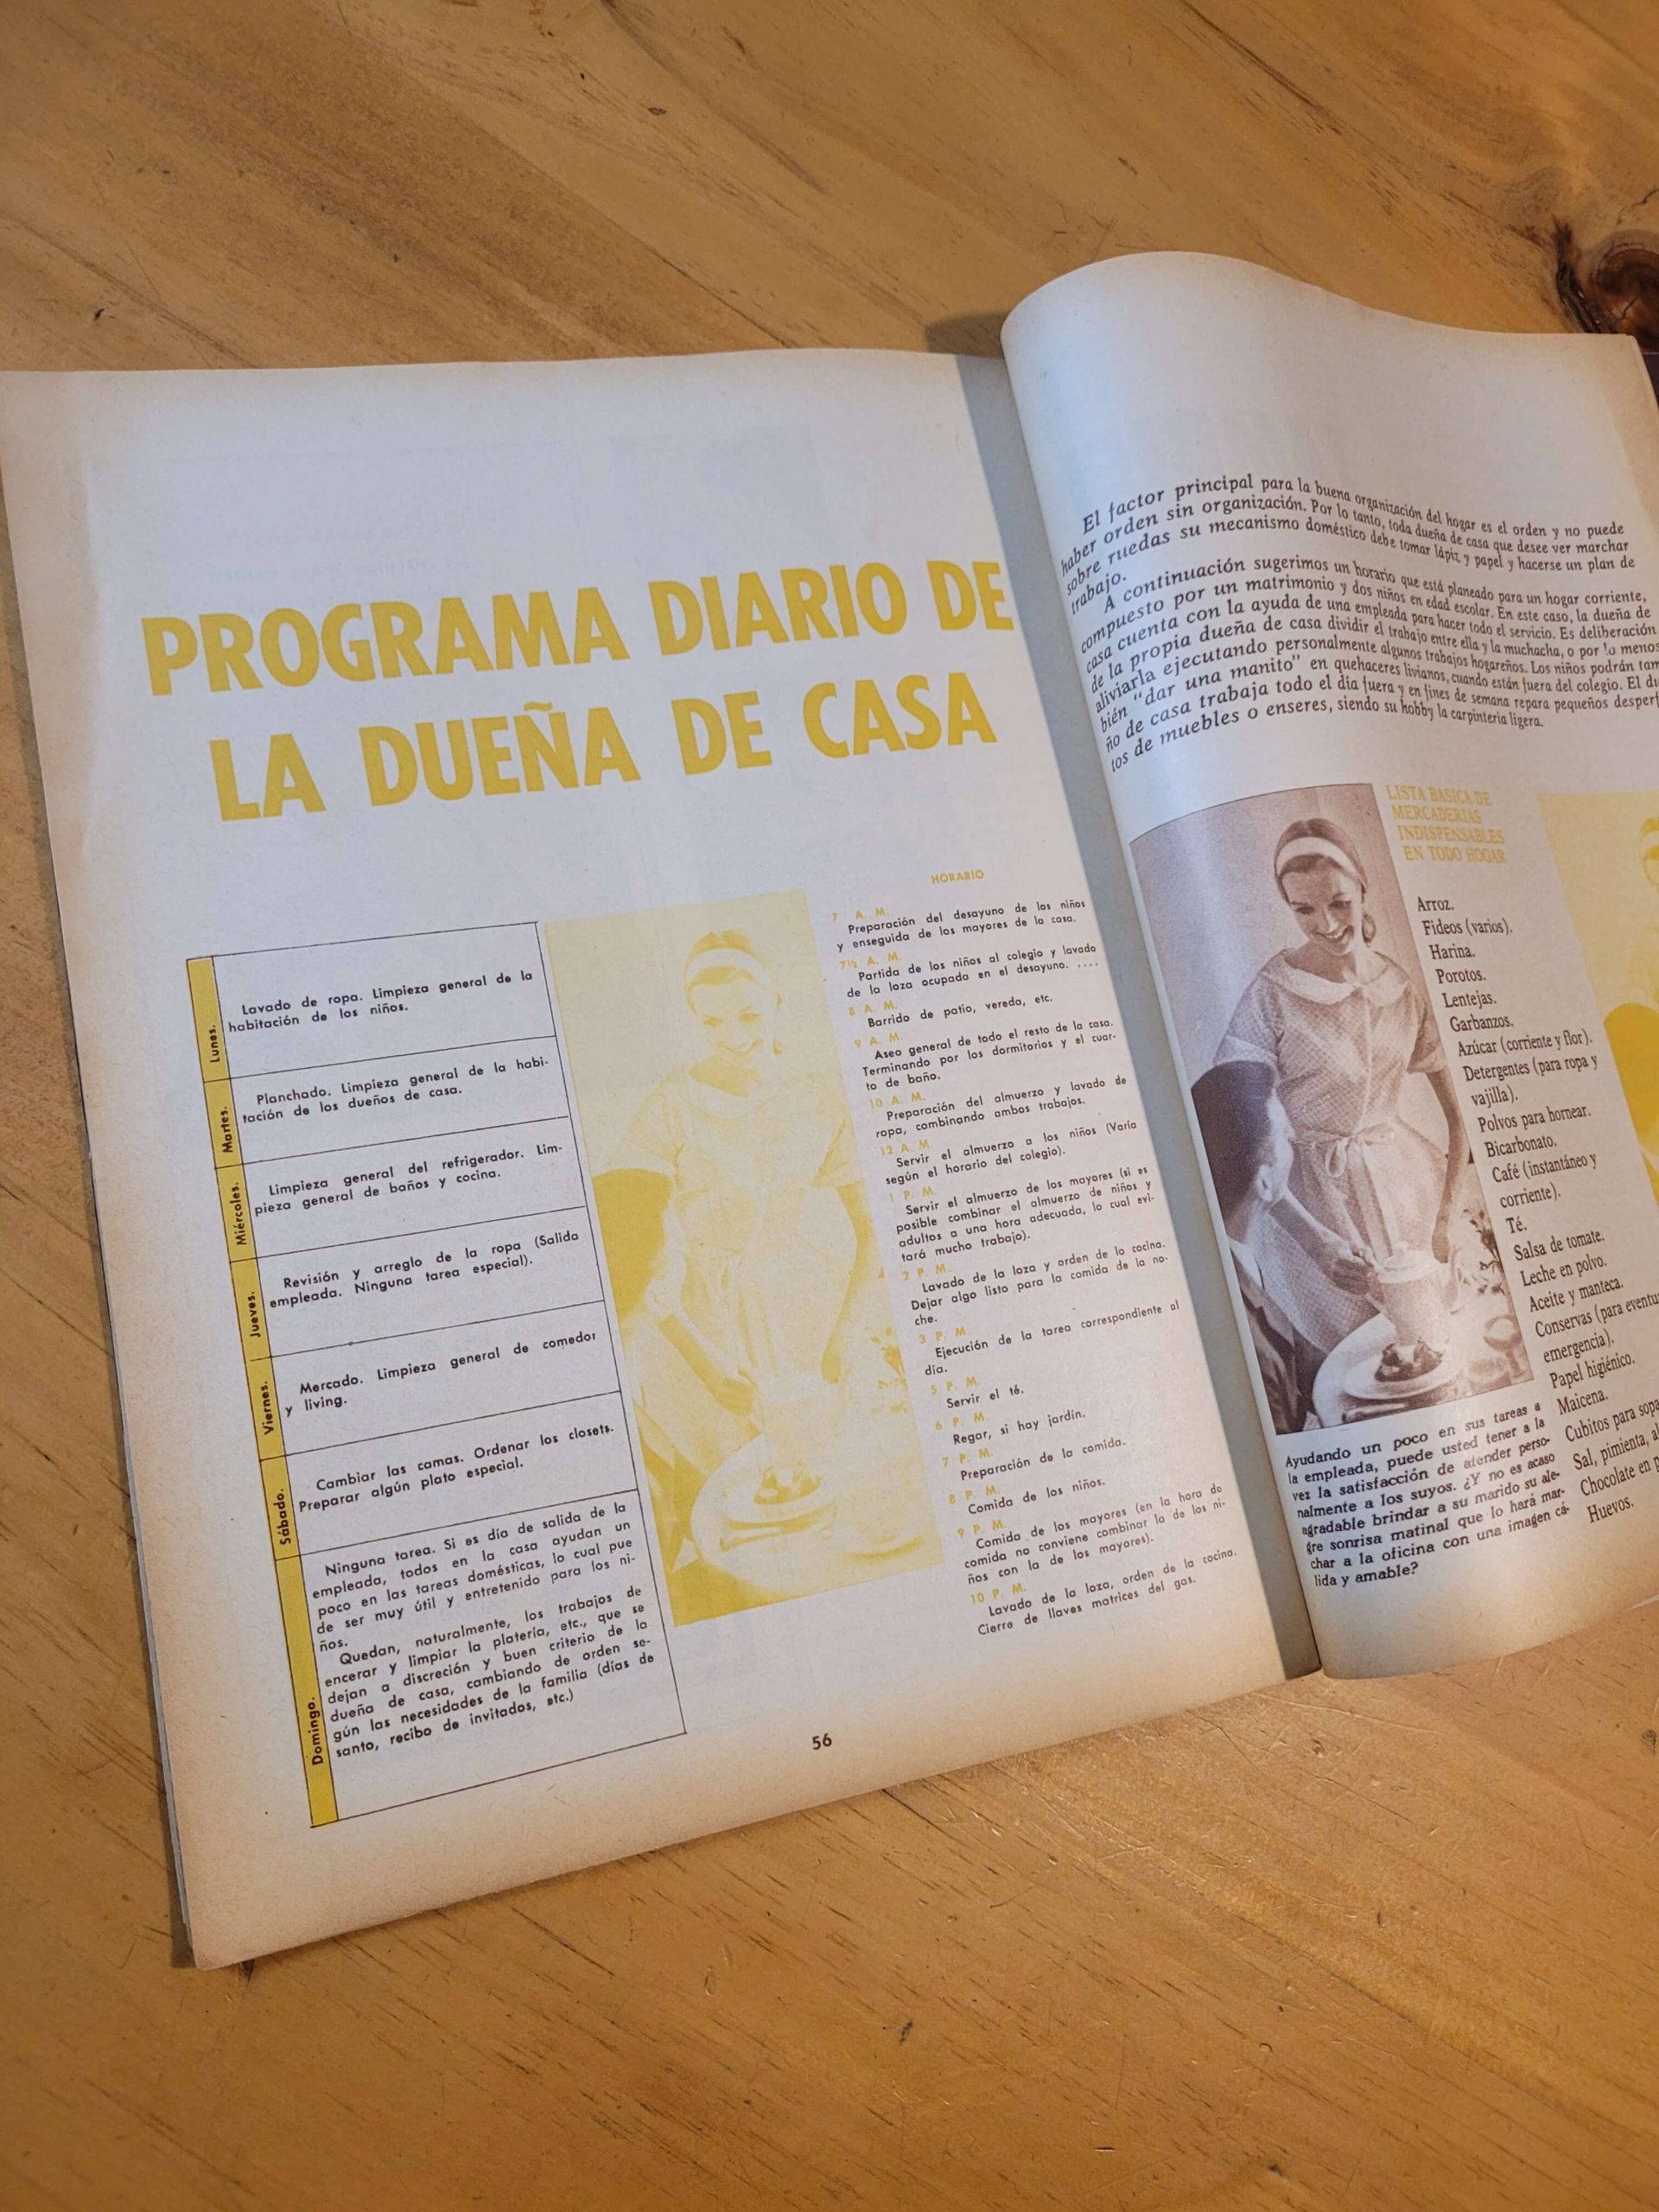 PROGRAMA DIARIO DE
LA DUEÑA DE CASA
Lunes.
Lavado de ropa. Limpieza general de la
habitación de los niños.
Martes.
Planchado. Limpieza general de la habi-
tación de los dueños de casa.
Miércoles.
Limpieza general del refrigerador. Lim-
pieza general de baños y cocina.
Jueves.
Revisión y arreglo de la ropa (Salida
empleada. Ninguna tarea especial).
Viernes.
Mercado. Limpieza general de comedor
y living.
Sábado.
Cambiar las camas. Ordenar los closets.
Preparar algún plato especial.
Domingo.
Ninguna tarea. Si es día de salida de la
empleada, todos en la casa ayudan un
poco en las tareas domésticas, lo cual pue
de ser muy útil y entretenido para los ni-
ños.
Quedan, naturalmente, los trabajos de
encerar y limpiar la platería, etc., que se
dejan a discreción y buen criterio de la
dueña de casa, cambiando de orden se-
gún las necesidades de la familia (días de
santo, recibo de invitados, etc.)
HORARIO
7 A. M.
Preparación del desayuno de los niños
y enseguida de los mayores de la casa.
7½ A. M.
Partida de los niños al colegio y lavado
de la loza ocupada en el desayuno. ....
8 A. M.
Barrido de patio, vereda, etc.
9 A. M.
Aseo general de todo el resto de la casa.
Terminando por los dormitorios y el cuar-
to de baño.
10 A. M.
Preparación del almuerzo y lavado de
ropa, combinando ambos trabajos.
12 A. M.
Servir el almuerzo a los niños (Varía
según el horario del colegio).
1 P. M.
Servir el almuerzo de los mayores (si es
posible combinar el almuerzo de niños y
adultos a una hora adecuada, lo cual evi-
tará mucho trabajo).
2 P. M.
Lavado de la loza y orden de la cocina.
Dejar algo listo para la comida de la no-
che.
3 P. M.
Ejecución de la tarea correspondiente al
día.
5 P. M.
Servir el té.
6 P. M.
Regar, si hay jardín.
7 P. M.
Preparación de la comida.
8 P. M.
Comida de los niños.
9 P. M.
Comida de los mayores (en la hora de
comida no conviene combinar la de los ni-
ños con la de los mayores).
10 P. M.
Lavado de la loza, orden de la cocina.
Cierre de llaves matrices del gas.
56
El factor principal para la buena organización del hogar es el orden y no puede
haber orden sin organización. Por lo tanto, toda dueña de casa que desee ver marchar
sobre ruedas su mecanismo doméstico debe tomar lápiz y papel y hacerse un plan de
trabajo.
A continuación sugerimos un horario que está planeado para un hogar corriente,
compuesto por un matrimonio y dos niños en edad escolar. En este caso, la dueña de
casa cuenta con la ayuda de una empleada para hacer todo el servicio. Es deliberación
de la propia dueña de casa dividir el trabajo entre ella y la muchacha, o por lo menos
aliviarla ejecutando personalmente algunos trabajos hogareños. Los niños podrán tam
bién "dar una manito" en quehaceres livianos, cuando están fuera del colegio. El du
ño de casa trabaja todo el día fuera y en fines de semana repara pequeños desperf
tos de muebles o enseres, siendo su hobby la carpintería ligera.
LISTA BASICA DE
MERCADERIAS
INDISPENSABLES
EN TODO HOGAR
Arroz.
Fideos (varios).
Harina.
Porotos.
Lentejas.
Garbanzos.
Azúcar (corriente y flor).
Detergentes (para ropa y
vajilla).
Polvos para hornear.
Bicarbonato.
Café (instantáneo y
corriente).
Té.
Salsa de tomate.
Leche en polvo.
Aceite y manteca.
Conservas (para eventu
emergencia).
Papel higiénico.
Maicena.
Cubitos para sopa
Sal, pimienta, a
Chocolate en p
Huevos.
Ayudando un poco en sus tareas a
la empleada, puede usted tener a la
vez la satisfacción de atender perso-
nalmente a los suyos. ¿Y no es acaso
agradable brindar a su marido su ale-
gre sonrisa matinal que lo hará mar-
char a la oficina con una imagen cá-
lida y amable?